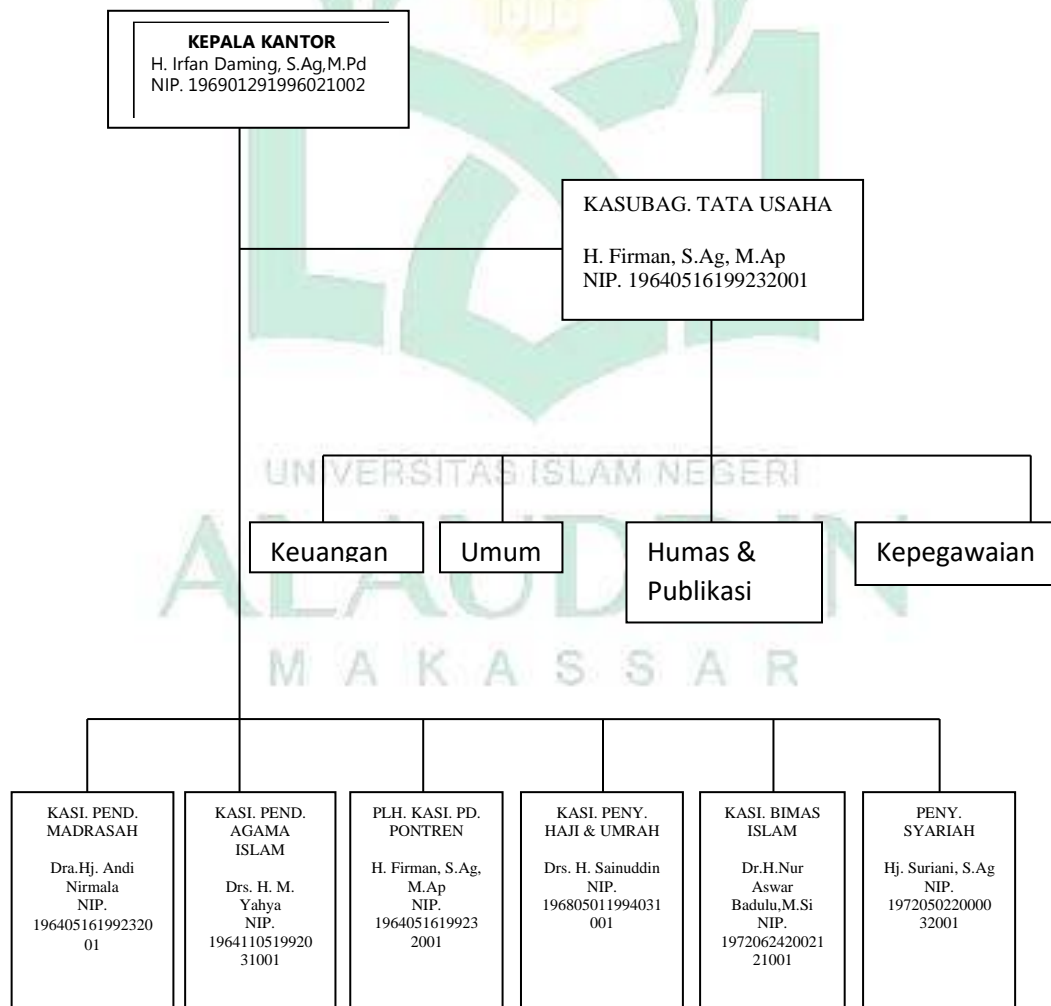 KEPALA KANTOR
H. Irfan Daming, S.Ag,M.Pd
NIP. 196901291996021002
KASUBAG. TATA USAHA
H. Firman, S.Ag, M.Ap
NIP. 19640516199232001
UNIVERSITAS ISLAM NEGERI
Keuangan
Umum
Humas &
Publikasi
Kepegawaian
ALAUDDIN
MAKASSAR
KASI. PEND.
MADRASAH
Dra.Hj. Andi
Nirmala
NIP.
196405161992320
01
KASI. PEND.
AGAMA
ISLAM
Drs. H. M.
Yahya
NIP.
1964110519920
31001
PLH. KASI. PD.
PONTREN
H. Firman, S.Ag,
M.Ap
NIP.
1964051619923
2001
KASI. PENY.
HAJI & UMRAH
Drs. H. Sainuddin
NIP.
196805011994031
001
KASI. BIMAS
ISLAM
Dr.H.Nur
Aswar
Badulu,M.Si
NIP.
1972062420021
21001
PENY.
SYARIAH
Hj. Suriani, S.Ag
NIP.
1972050220000
32001